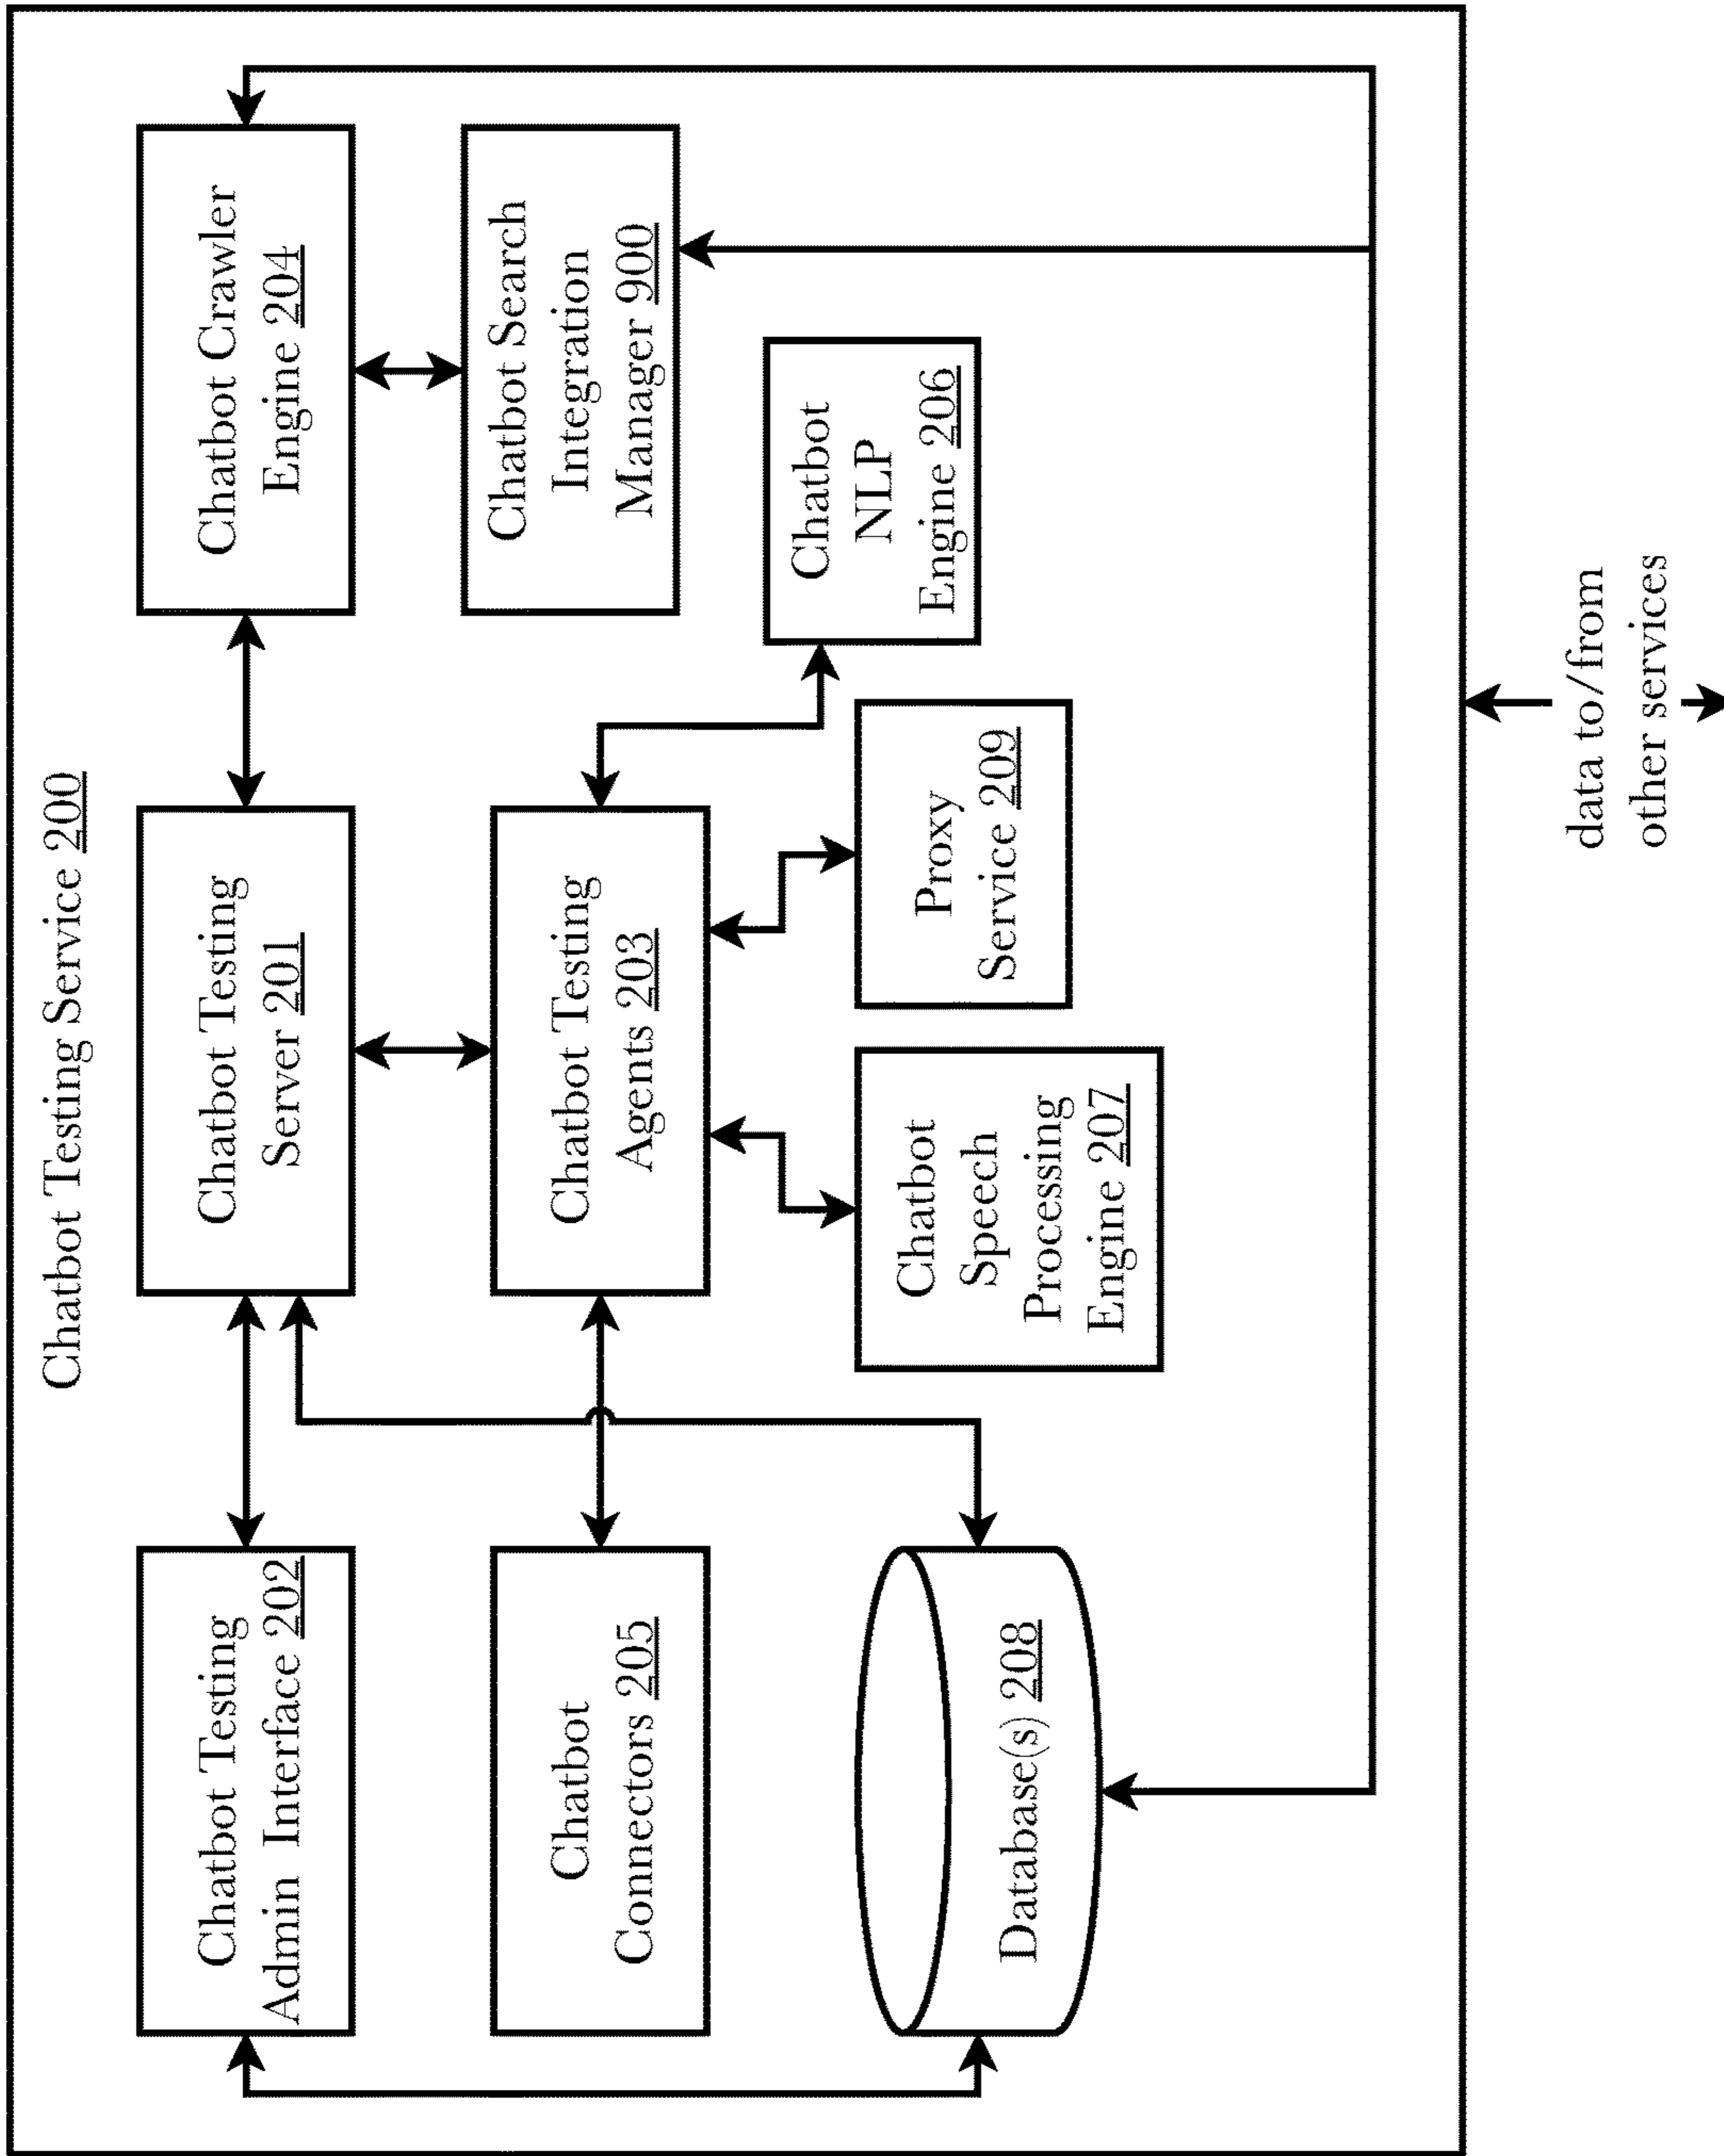 Chatbot Testing Service 200
Chatbot Testing
Admin Interface 202
Chatbot Testing
Server 201
Chatbot Crawler
Engine 204
Chatbot
Connectors 205
Chatbot Testing
Agents 203
Chatbot Search
Integration
Manager 900
Database(s) 208
Chatbot
Speech
Processing
Engine 207
Proxy
Service 209
Chatbot
NLP
Engine 206
data to/from
other services